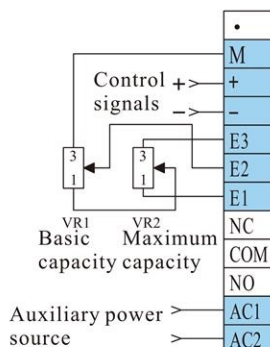 M
Control +
signals −
+
−
E3
E2
E1
3
1
3
1
VR1 VR2
Basic Maximum
capacity capacity
NC
COM
NO
Auxiliary power
source
AC1
AC2